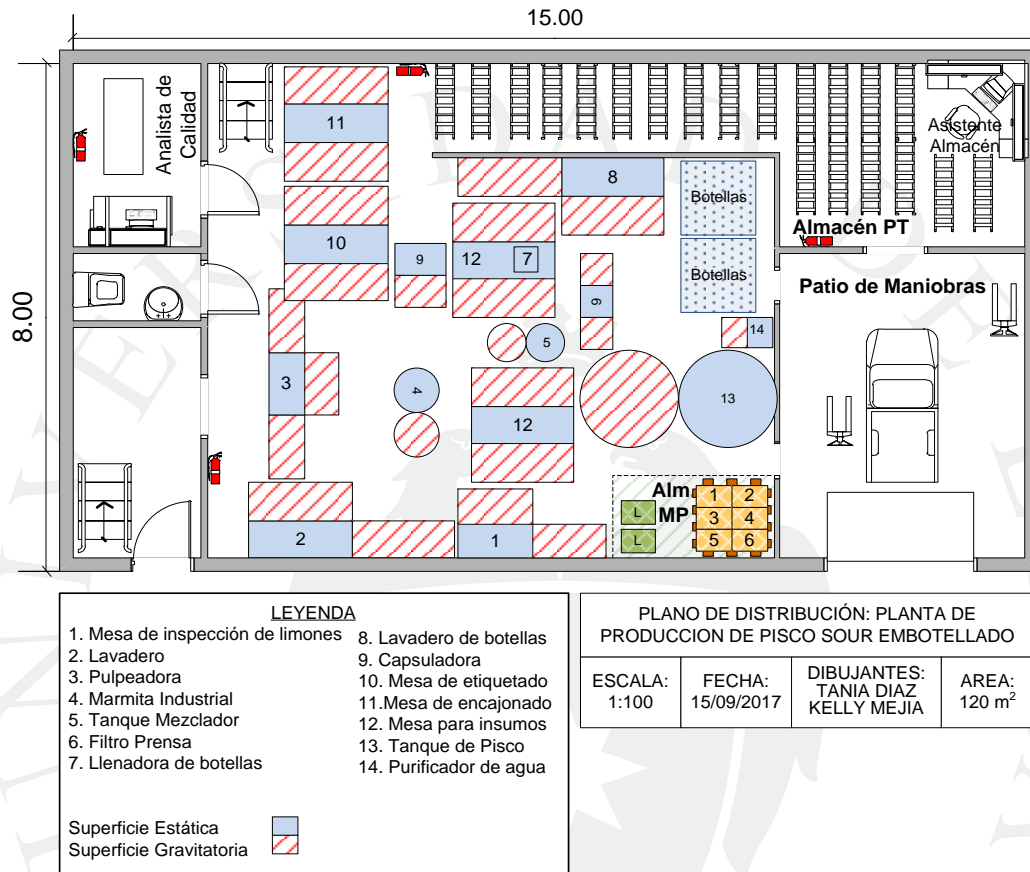 15.00
8.00
Analista de
Calidad
11
10
9
12
7
8
Botellas
Botellas
6
14
5
4
3
12
13
2
1
Asistente
Almacén
Almacén PT
Patio de Maniobras
Alm
MP
L
L
1 2
3 4
5 6
LEYENDA
1. Mesa de inspección de limones
2. Lavadero
3. Pulpeadora
4. Marmita Industrial
5. Tanque Mezclador
6. Filtro Prensa
7. Llenadora de botellas
8. Lavadero de botellas
9. Capsuladora
10. Mesa de etiquetado
11.Mesa de encajonado
12. Mesa para insumos
13. Tanque de Pisco
14. Purificador de agua
Superficie Estática
Superficie Gravitatoria
PLANO DE DISTRIBUCIÓN: PLANTA DE
PRODUCCION DE PISCO SOUR EMBOTELLADO
ESCALA:
1:100
FECHA:
15/09/2017
DIBUJANTES:
TANIA DIAZ
KELLY MEJIA
AREA:
120 m²